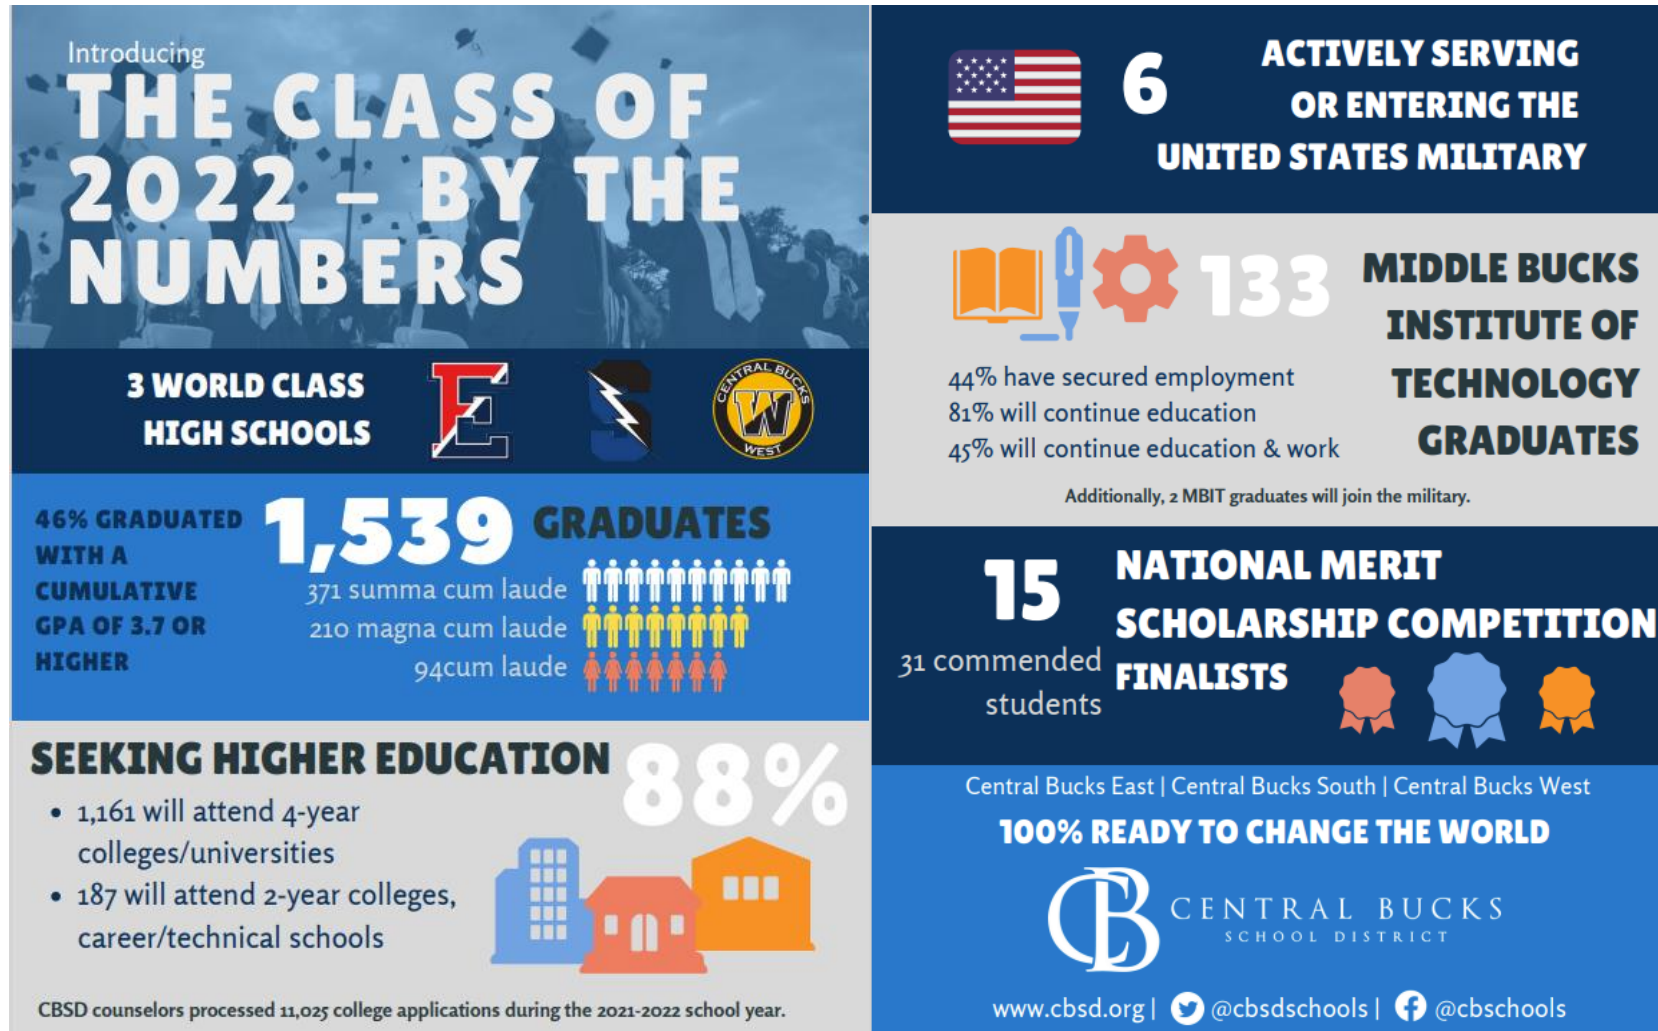 Introducing
THE CLASS OF
2022 – BY THE
NUMBERS
3 WORLD CLASS
HIGH SCHOOLS
E
S
CENTRAL BUCKS
W
WEST
46% GRADUATED
WITH A
CUMULATIVE
GPA OF 3.7 OR
HIGHER
1,539 GRADUATES
371 summa cum laude
210 magna cum laude
94cum laude
SEEKING HIGHER EDUCATION 88%
• 1,161 will attend 4-year
colleges/universities
• 187 will attend 2-year colleges,
career/technical schools
CBSD counselors processed 11,025 college applications during the 2021-2022 school year.
6
ACTIVELY SERVING
OR ENTERING THE
UNITED STATES MILITARY
133
MIDDLE BUCKS
INSTITUTE OF
TECHNOLOGY
GRADUATES
44% have secured employment
81% will continue education
45% will continue education & work
Additionally, 2 MBIT graduates will join the military.
15
NATIONAL MERIT
SCHOLARSHIP COMPETITION
FINALISTS
31 commended
students
Central Bucks East | Central Bucks South | Central Bucks West
100% READY TO CHANGE THE WORLD
CB
CENTRAL BUCKS
SCHOOL DISTRICT
www.cbsd.org | @cbsdschools | @cbschools